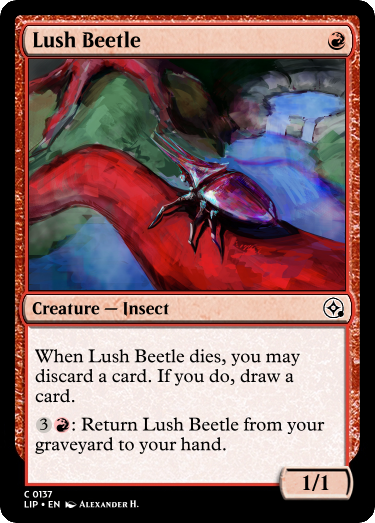 Lush Beetle
Creature — Insect
When Lush Beetle dies, you may
discard a card. If you do, draw a
card.
3 : Return Lush Beetle from your
graveyard to your hand.
1/1
C 0137
LIP • EN Alexander H.